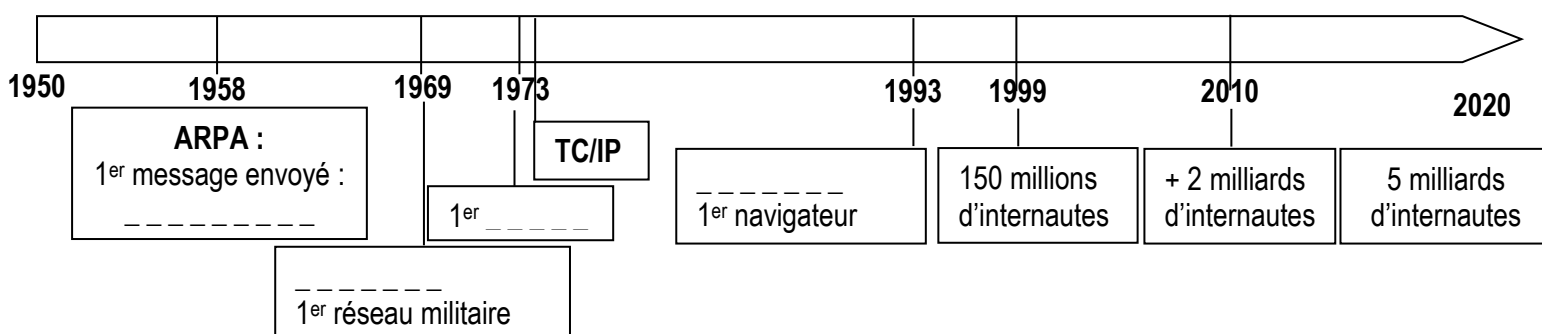 1950
1958
1969
1973
1993
1999
2010
2020
ARPA :
1er message envoyé :
_ _ _ _ _ _ _ _ _
_ _ _ _ _ _ _
1er réseau militaire
1er _ _ _ _ _
TC/IP
_ _ _ _ _ _ _
1er navigateur
150 millions
d'internautes
+ 2 milliards
d'internautes
5 milliards
d'internautes